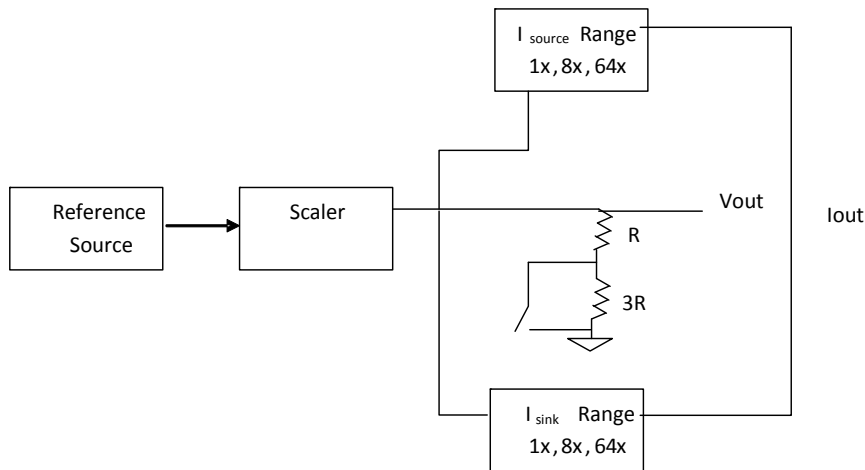 I source Range
1x, 8x, 64x
Reference
Source
Scaler
Vout
Iout
R
3R
I sink Range
1x, 8x, 64x